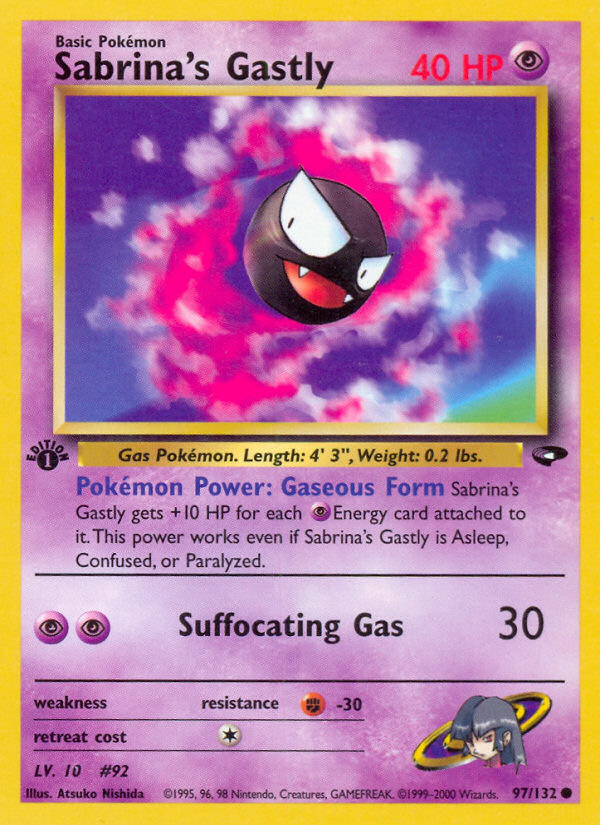 Basic Pokémon
Sabrina's Gastly 40 HP
EDITION
1
Gas Pokémon. Length: 4' 3", Weight: 0.2 lbs.
Pokémon Power: Gaseous Form Sabrina's
Gastly gets +10 HP for each Energy card attached to
it. This power works even if Sabrina's Gastly is Asleep,
Confused, or Paralyzed.
Suffocating Gas 30
weakness resistance -30
retreat cost
LV. 10 #92
Illus. Atsuko Nishida ©1995, 96, 98 Nintendo, Creatures, GAMEFREAK. ©1999-2000 Wizards. 97/132